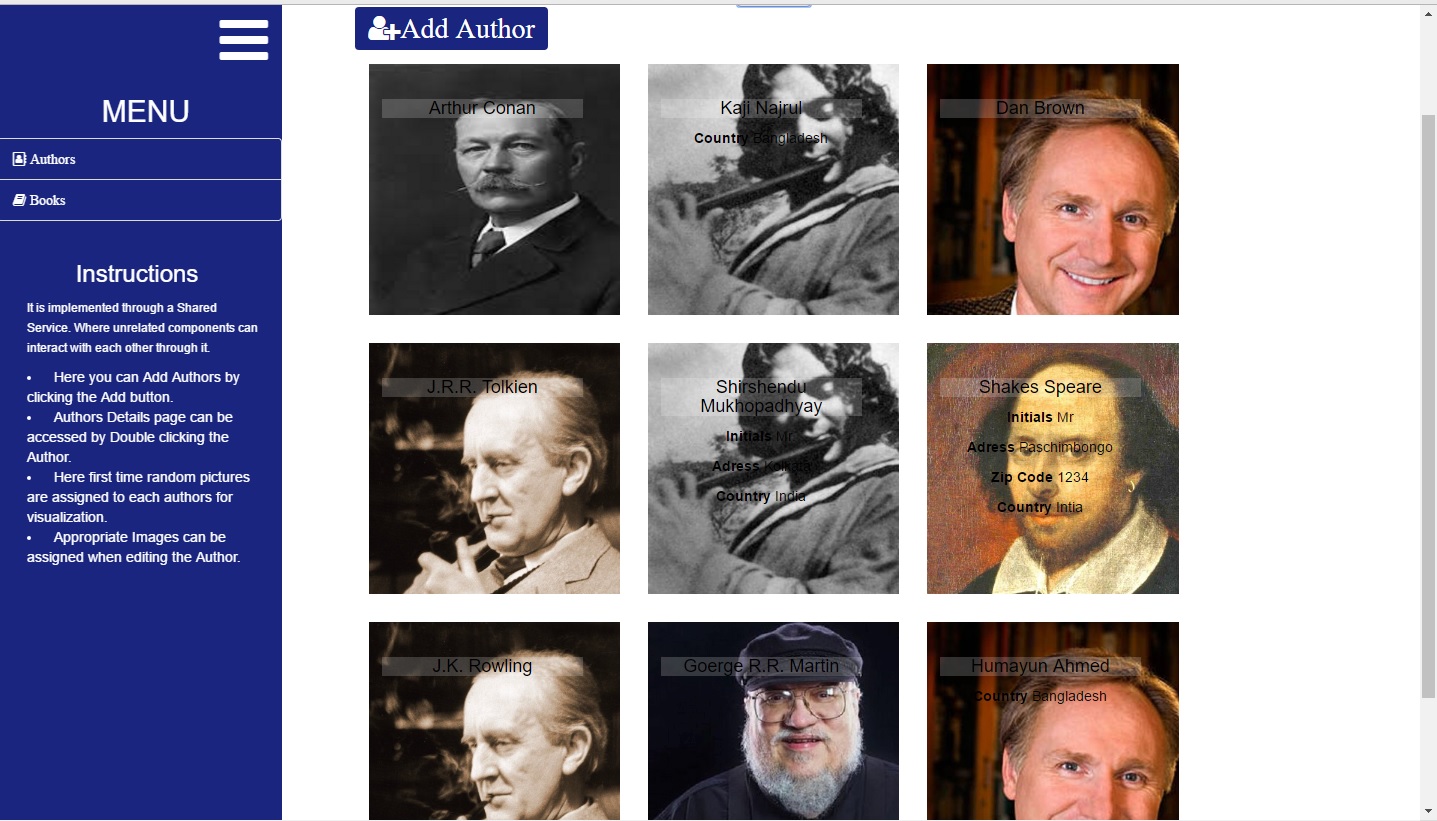 Add Author
MENU
Authors
Books
Instructions
It is implemented through a Shared
Service. Where unrelated components can
interact with each other through it.
• Here you can Add Authors by
clicking the Add button.
• Authors Details page can be
accessed by Double clicking the
Author.
• Here first time random pictures
are assigned to each authors for
visualization.
• Appropriate Images can be
assigned when editing the Author.
Arthur Conan
Kaji Najrul
Country Bangladesh
Dan Brown
J.R.R. Tolkien
Shirshendu
Mukhopadhyay
Initials Mr
Adress Kolkata
Country India
Shakes Speare
Initials Mr
Adress Paschimbongo
Zip Code 1234
Country Intia
J.K. Rowling
Goerge R.R. Martin
Humayun Ahmed
Country Bangladesh